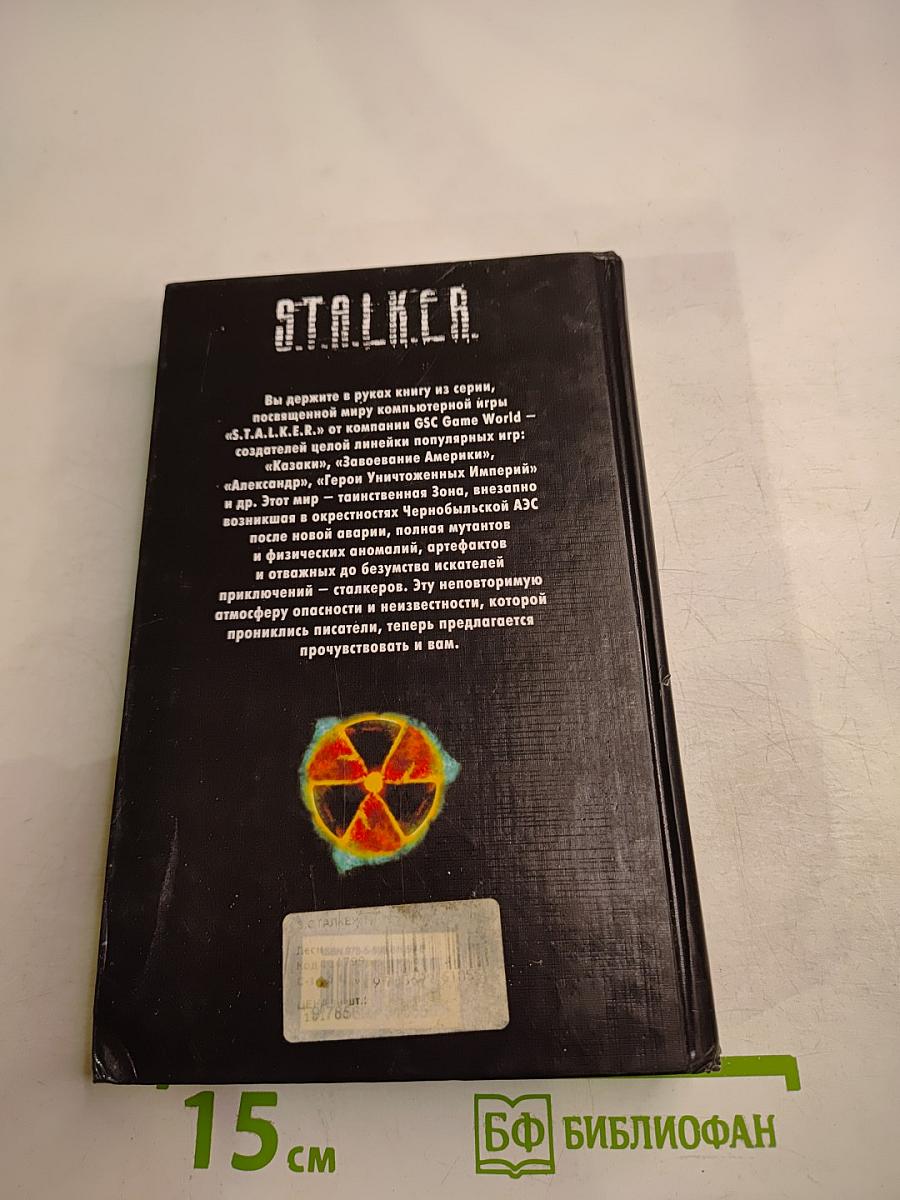 S.T.A.L.K.E.R.
Вы держите в руках книгу из серии,
посвященной миру компьютерной игры
«S.T.A.L.K.E.R.» от компании GSC Game World –
создателей целой линейки популярных игр:
«Казаки», «Завоевание Америки»,
«Александр», «Герои Уничтоженных Империй»
и др. Этот мир – таинственная Зона, внезапно
возникшая в окрестностях Чернобыльской АЭС
после новой аварии, полная мутантов
и физических аномалий, артефактов
и отважных до безумства искателей
приключений – сталкеров. Эту неповторимую
атмосферу опасности и неизвестности, которой
прониклись писатели, теперь предлагается
прочувствовать и вам.
15 см
БФ БИБЛИОФАН